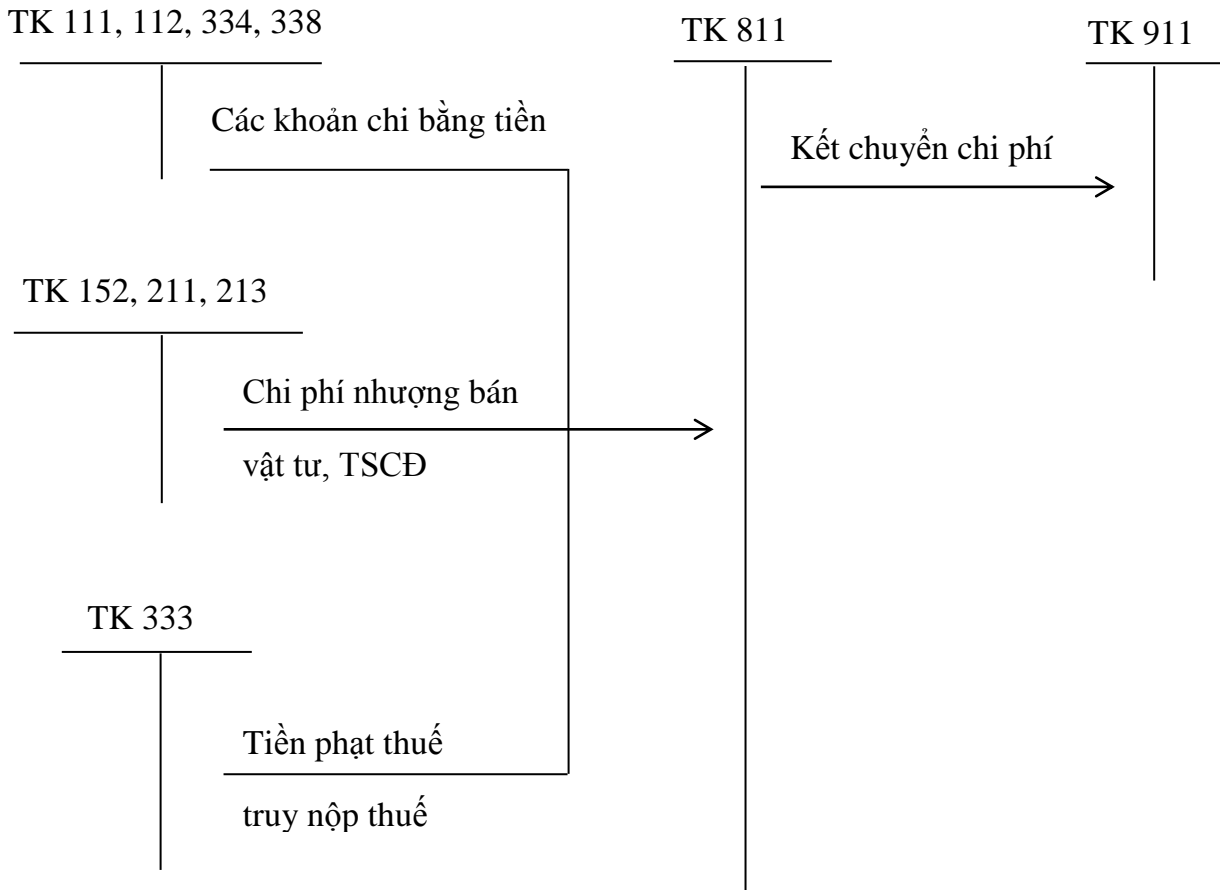 TK 111, 112, 334, 338
TK 811
TK 911
Các khoản chi bằng tiền
Kết chuyển chi phí
TK 152, 211, 213
Chi phí nhượng bán
vật tư, TSCĐ
TK 333
Tiền phạt thuế
truy nộp thuế